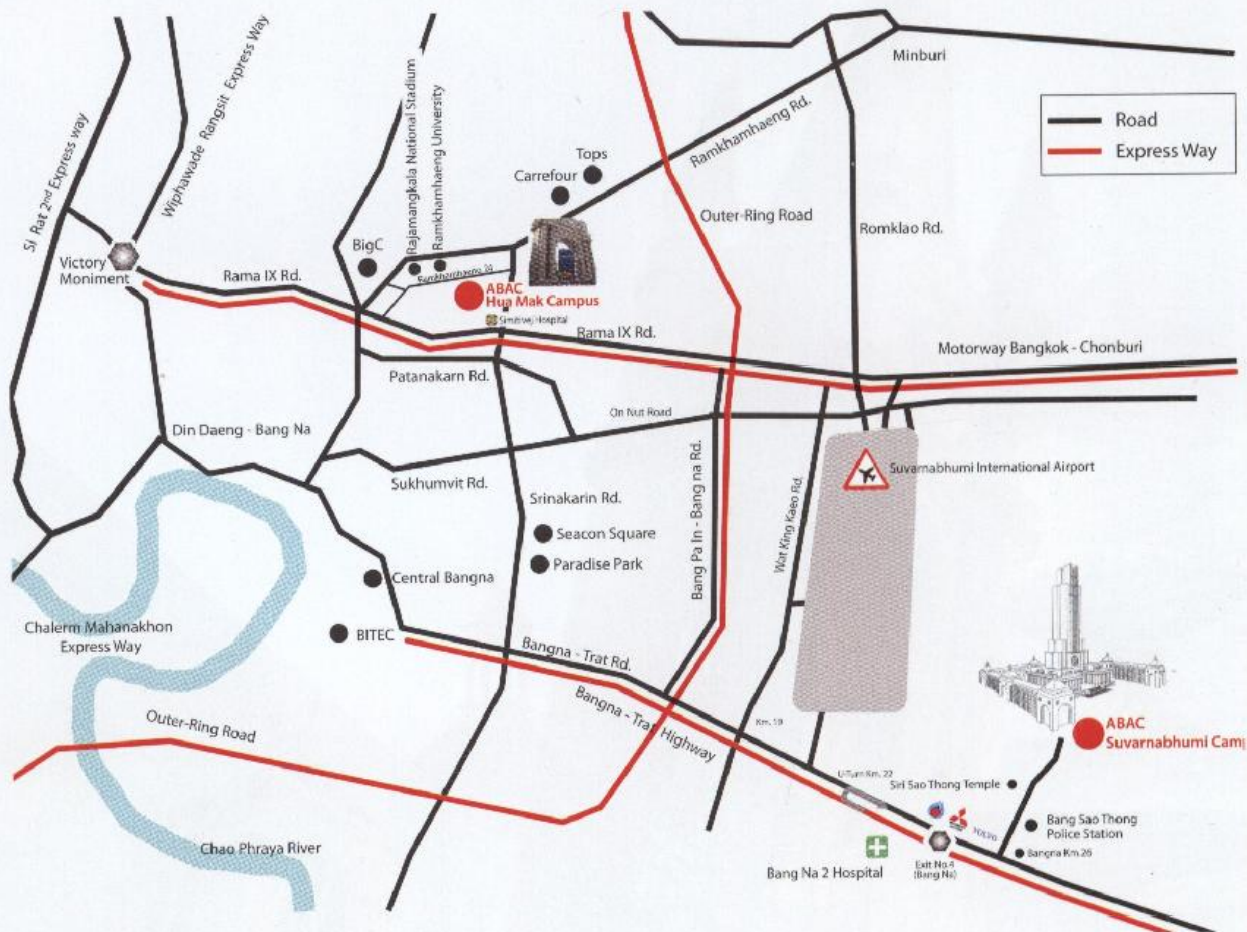 Minburi
Wiphawade Rangsit Express Way
Rajamangkala National Stadium
Ramkhamhaeng University
Ramkhamhaeng Rd.
Road
Express Way
Si Rat 2nd Express way
Tops
Carrefour
Outer-Ring Road
Romklao Rd.
Victory
Moniment
BigC
Rama IX Rd.
Ramkhamhaeng 24
ABAC
Hua Mak Campus
Simitivej Hospital
Rama IX Rd.
Motorway Bangkok - Chonburi
Patanakarn Rd.
On Nut Road
Din Daeng - Bang Na
Suvarnabhumi International Airport
Sukhumvit Rd.
Srinakarin Rd.
Bang Pa In - Bang na Rd.
Wat King Kaeo Rd.
Seacon Square
Paradise Park
Central Bangna
BITEC
Chalerm Mahanakhon
Express Way
Bangna - Trat Rd.
Bangna - Trat Highway
Outer-Ring Road
Km. 19
ABAC
Suvarnabhumi Cam
U-Turn Km. 22
Siri Sao Thong Temple
VOLVO
Bang Sao Thong
Police Station
Bangna Km.26
Chao Phraya River
Bang Na 2 Hospital
Exit No.4
(Bang Na)